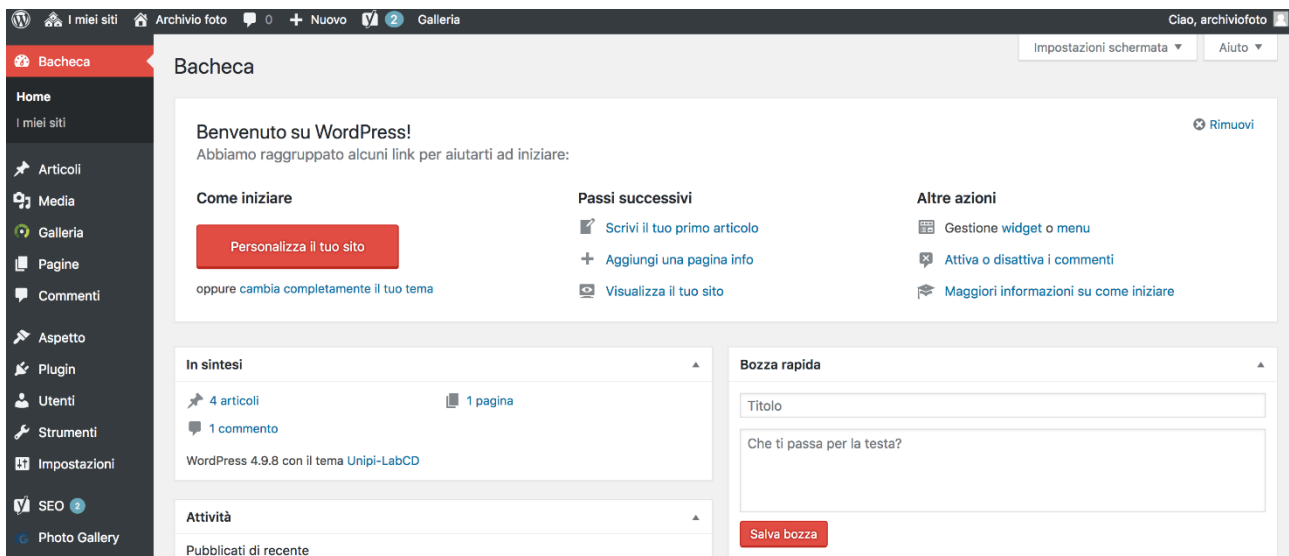 I miei siti Archivio foto 0 Nuovo 2 Galleria Ciao, archiviofoto
Impostazioni schermata Aiuto
Bacheca
Home
I miei siti
Articoli
Media
Galleria
Pagine
Commenti
Aspetto
Plugin
Utenti
Strumenti
Impostazioni
SEO 2
Photo Gallery
Bacheca
Benvenuto su WordPress!
Rimuovi
Abbiamo raggruppato alcuni link per aiutarti ad iniziare:
Come iniziare
Personalizza il tuo sito
oppure cambia completamente il tuo tema
Passi successivi
Scrivi il tuo primo articolo
Aggiungi una pagina info
Visualizza il tuo sito
Altre azioni
Gestione widget o menu
Attiva o disattiva i commenti
Maggiori informazioni su come iniziare
In sintesi
4 articoli
1 pagina
1 commento
WordPress 4.9.8 con il tema Unipi-LabCD
Attività
Pubblicati di recente
Bozza rapida
Titolo
Che ti passa per la testa?
Salva bozza